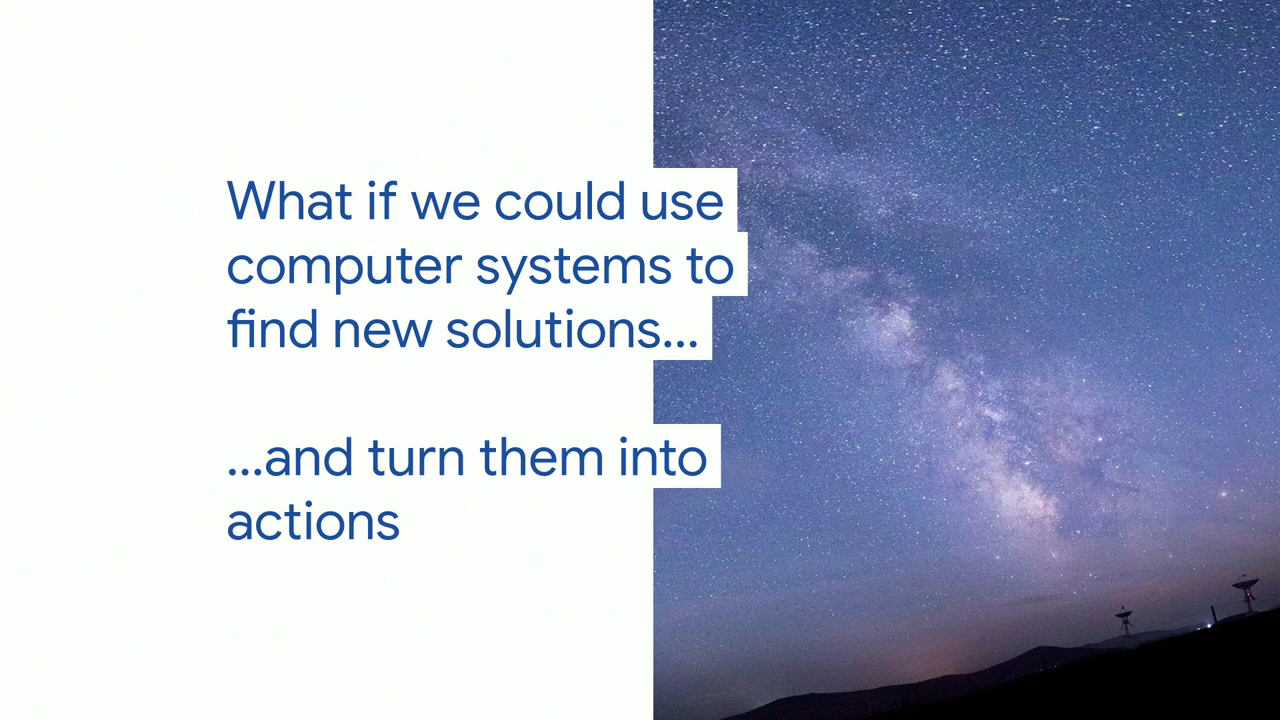 What if we could use
computer systems to
find new solutions...
...and turn them into
actions